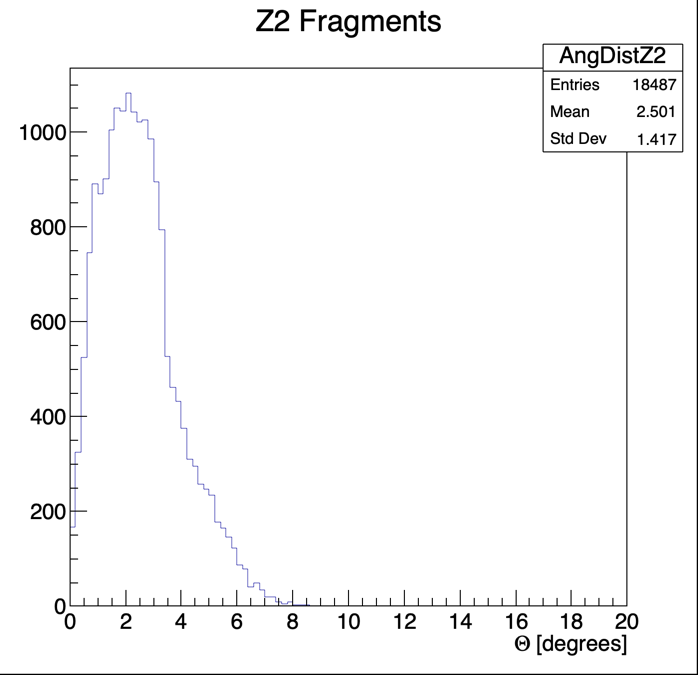 Z2 Fragments
AngDistZ2
Entries 18487
Mean 2.501
Std Dev 1.417
1000
800
600
400
200
0
0 2 4 6 8 10 12 14 16 18 20
Θ [degrees]